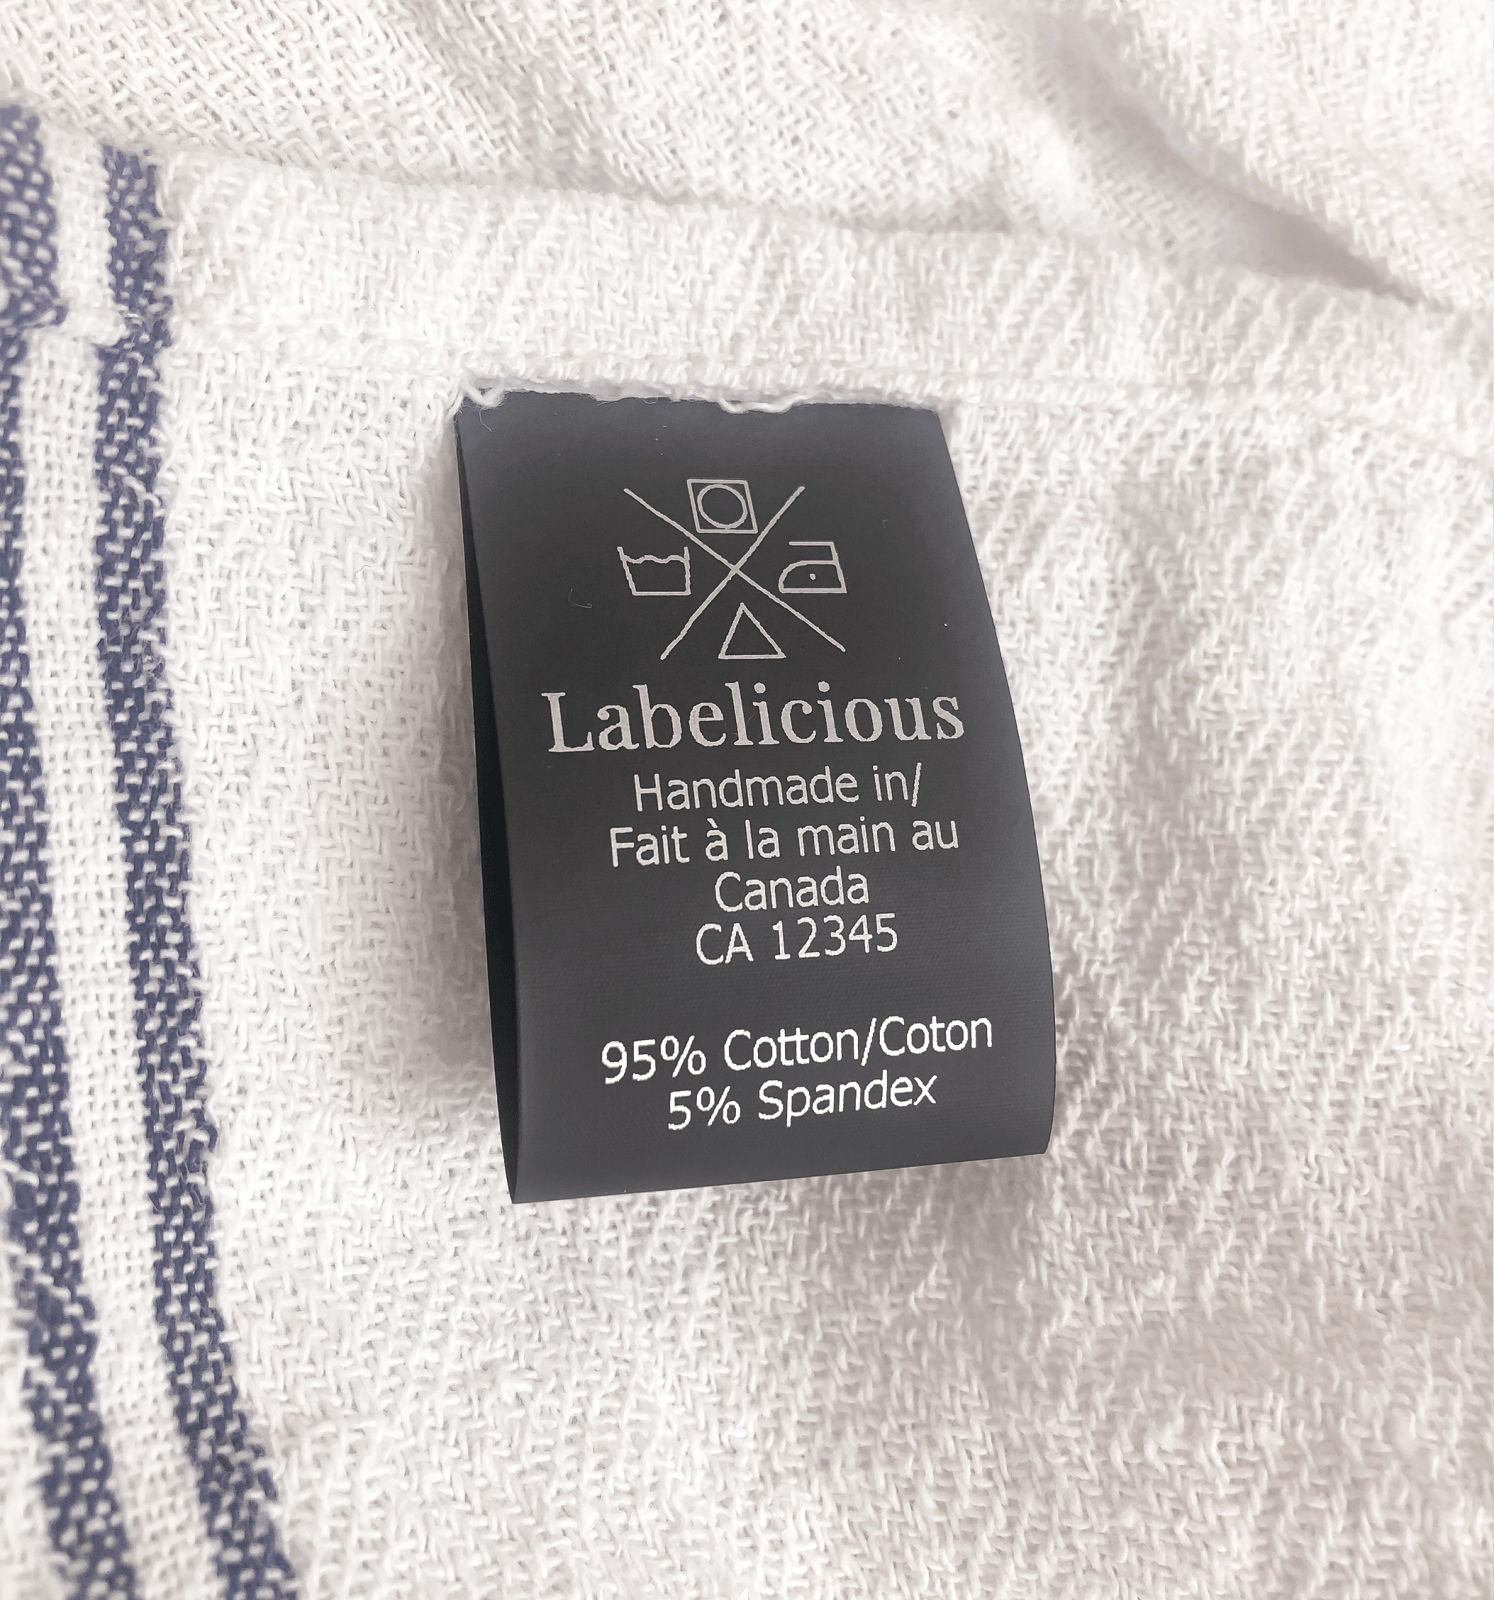 Labelicious
Handmade in/
Fait à la main au
Canada
CA 12345
95% Cotton/Coton
5% Spandex